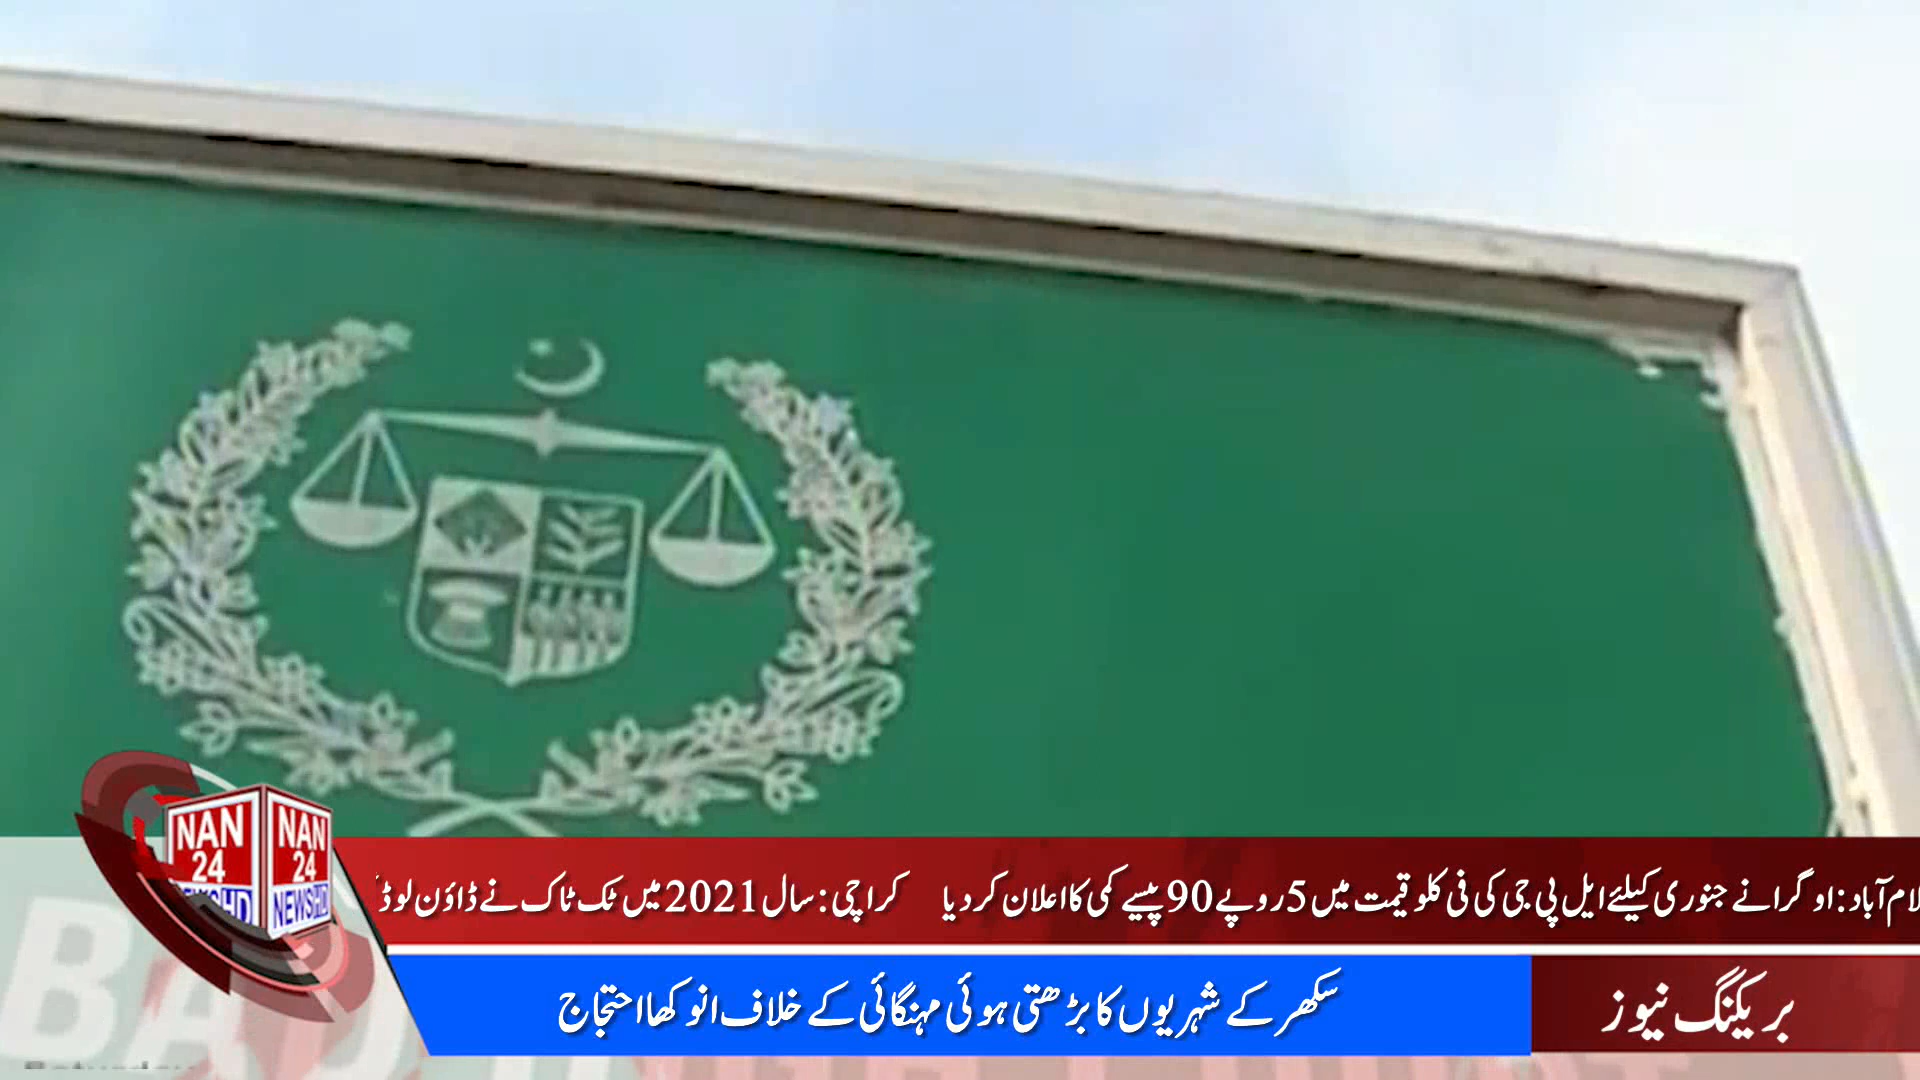 NAN
24
NEWSHD
NAN
24
NEWSHD
آباد: اوگرا نے جنوری کیلئے ایل پی جی کی فی کلو قیمت میں 5 روپے 90 پیسے کمی کا اعلان کر دیا کراچی: سال 2021 میں ٹک ٹاک نے ڈاؤن لوڈ
سکھر کے شہریوں کا بڑھتی ہوئی مہنگائی کے خلاف انوکھا احتجاج
بریکنگ نیوز